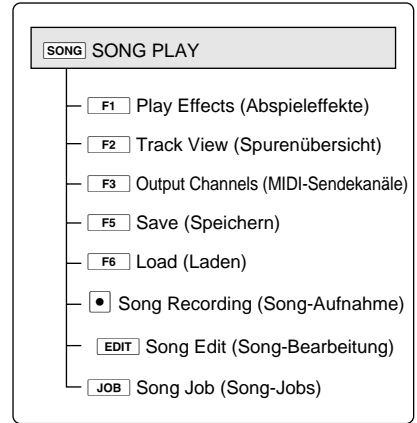 SONG SONG PLAY
F1 Play Effects (Abspieleffekte)
F2 Track View (Spurenübersicht)
F3 Output Channels (MIDI-Sendekanäle)
F5 Save (Speichern)
F6 Load (Laden)
Song Recording (Song-Aufnahme)
EDIT Song Edit (Song-Bearbeitung)
JOB Song Job (Song-Jobs)